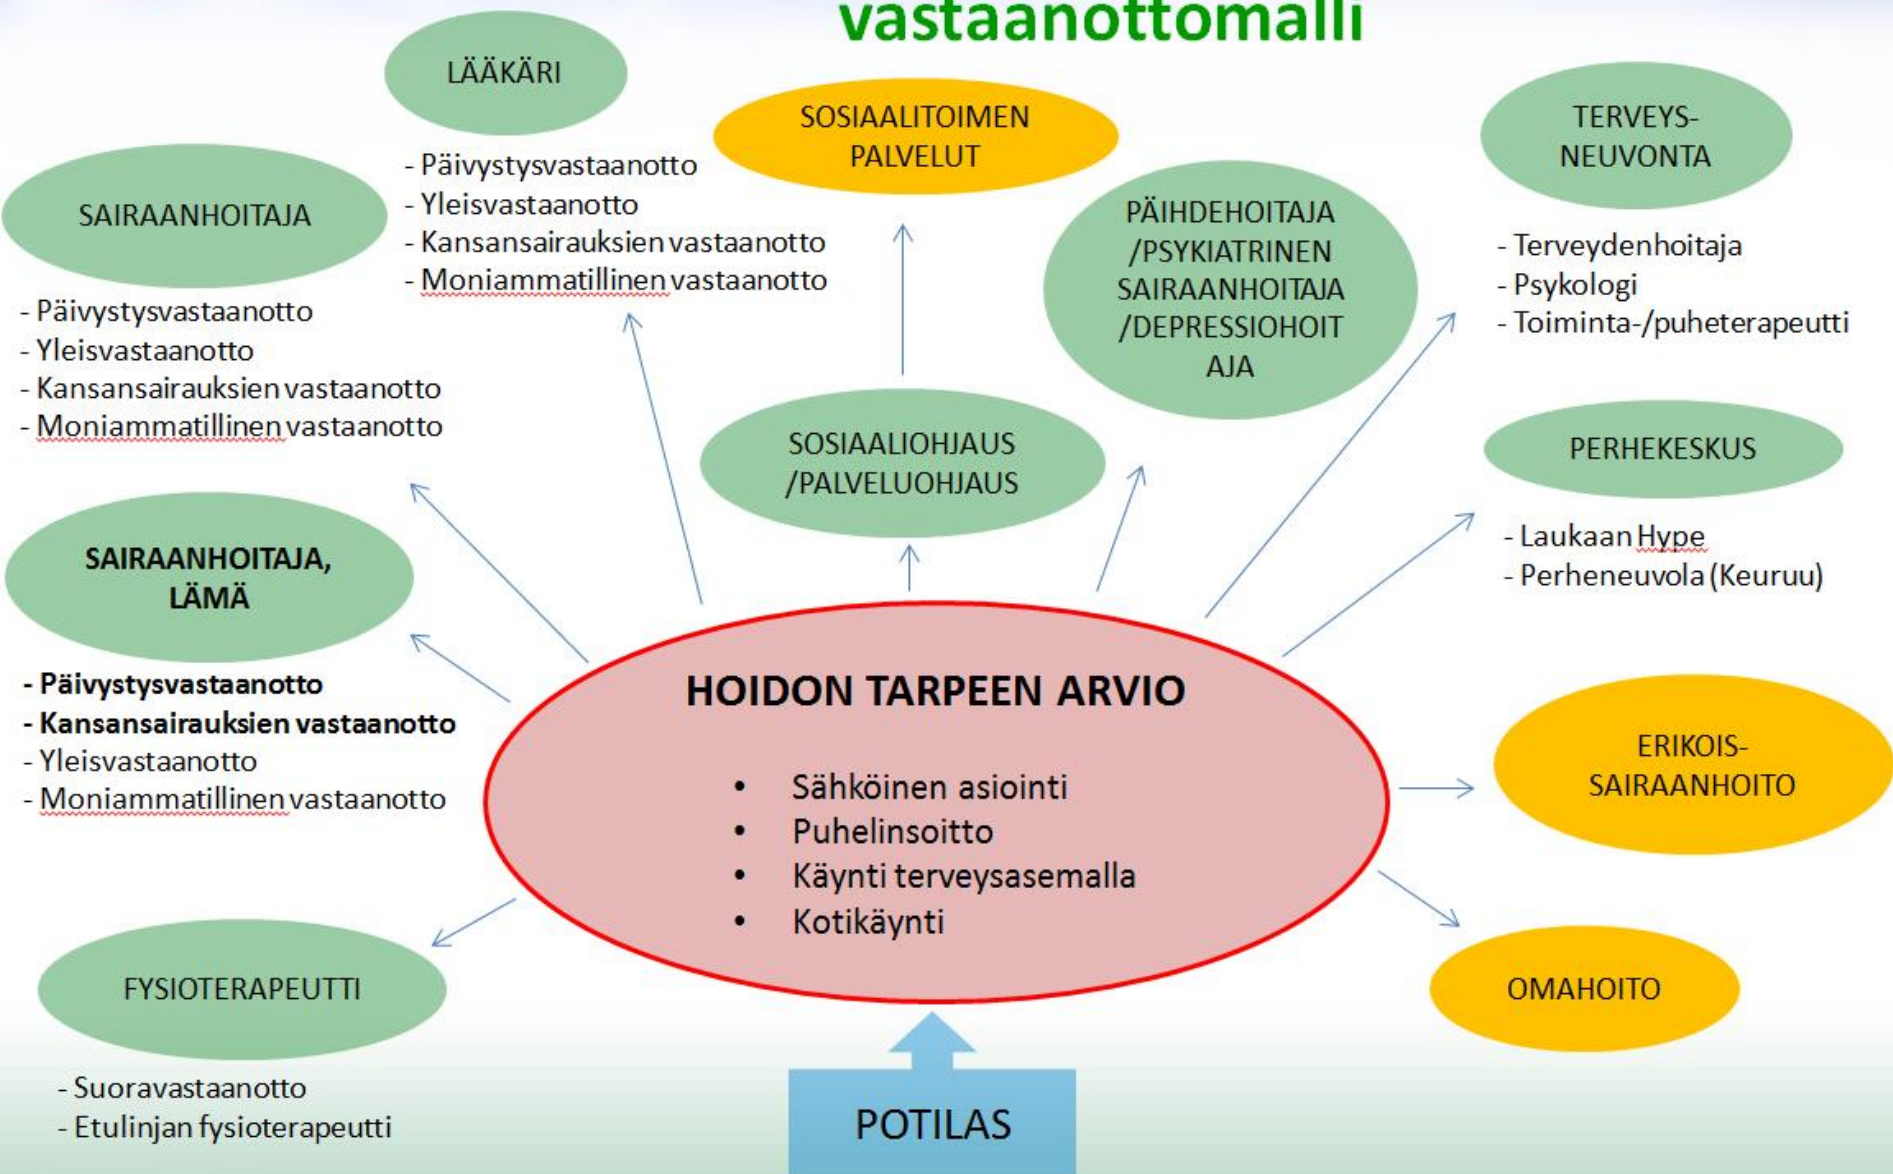 vastaanottomalli
LÄÄKÄRI
- Päivystysvastaanotto
- Yleisvastaanotto
- Kansansairauksien vastaanotto
- Moniammatillinen vastaanotto
SOSIAALITOIMEN
PALVELUT
TERVEYS-
NEUVONTA
- Terveydenhoitaja
- Psykologi
- Toiminta-/puheterapeutti
SAIRAANHOITAJA
- Päivystysvastaanotto
- Yleisvastaanotto
- Kansansairauksien vastaanotto
- Moniammatillinen vastaanotto
PÄIHDEHOITAJA
/PSYKIATRINEN
SAIRAANHOITAJA
/DEPRESSIOHOIT
AJA
SOSIAALIOHJAUS
/PALVELUOHJAUS
PERHEKESKUS
- Laukaan Hype
- Perheneuvola (Keuruu)
SAIRAANHOITAJA,
LÄMÄ
- Päivystysvastaanotto
- Kansansairauksien vastaanotto
- Yleisvastaanotto
- Moniammatillinen vastaanotto
HOIDON TARPEEN ARVIO
• Sähköinen asiointi
• Puhelinsoitto
• Käynti terveysasemalla
• Kotikäynti
ERIKOIS-
SAIRAANHOITO
FYSIOTERAPEUTTI
- Suoravastaanotto
- Etulinjan fysioterapeutti
OMAHOITO
POTILAS